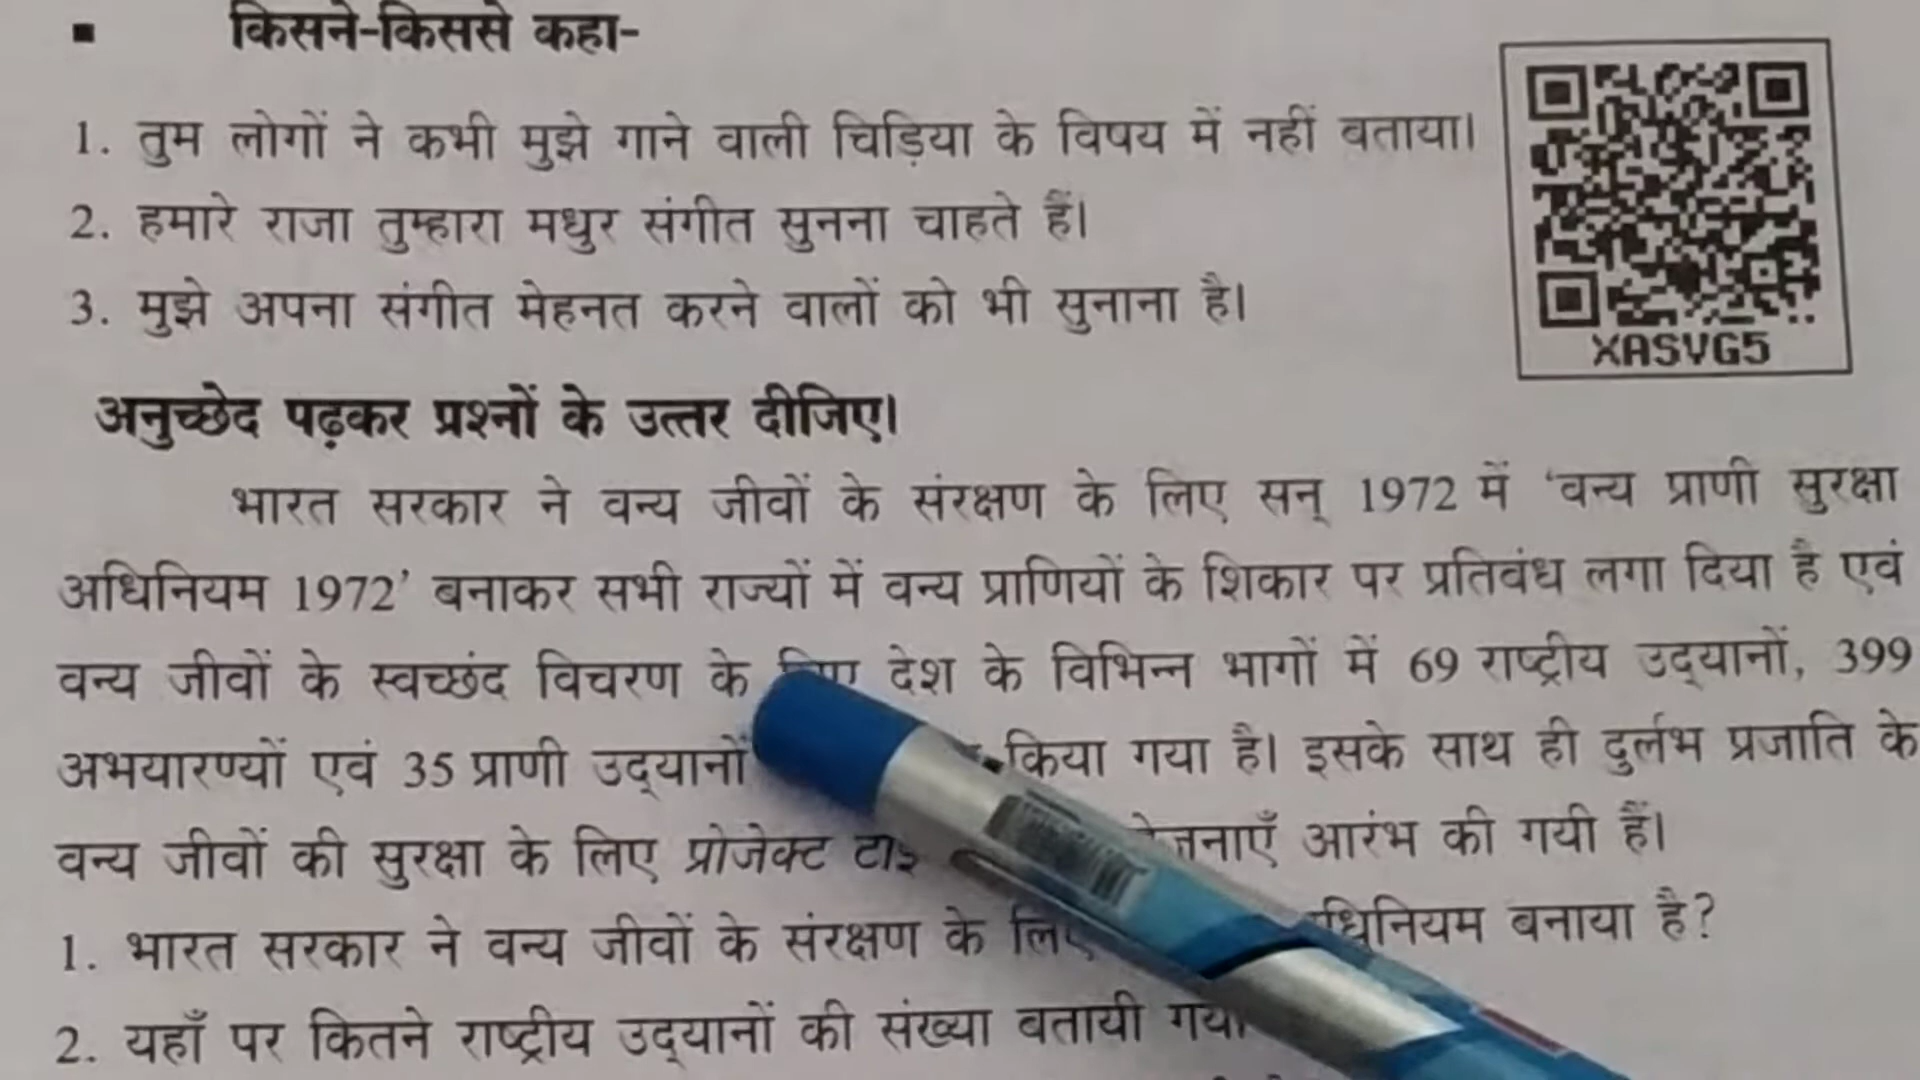 ▪ किसने-किससे कहा-
1. तुम लोगों ने कभी मुझे गाने वाली चिड़िया के विषय में नहीं बताया।
2. हमारे राजा तुम्हारा मधुर संगीत सुनना चाहते हैं।
3. मुझे अपना संगीत मेहनत करने वालों को भी सुनाना है।
XASVG5
अनुच्छेद पढ़कर प्रश्नों के उत्तर दीजिए।
भारत सरकार ने वन्य जीवों के संरक्षण के लिए सन् 1972 में ‘वन्य प्राणी सुरक्षा
अधिनियम 1972’ बनाकर सभी राज्यों में वन्य प्राणियों के शिकार पर प्रतिबंध लगा दिया है एवं
वन्य जीवों के स्वच्छंद विचरण के देश के विभिन्न भागों में 69 राष्ट्रीय उद्‌यानों, 399
अभयारण्यों एवं 35 प्राणी उद्‌यानों किया गया है। इसके साथ ही दुर्लभ प्रजाति के
वन्य जीवों की सुरक्षा के लिए प्रोजेक्ट आरंभ की गयी हैं।
1. भारत सरकार ने वन्य जीवों के संरक्षण के बनाया है?
2. यहाँ पर कितने राष्ट्रीय उद्‌यानों की संख्या बतायी